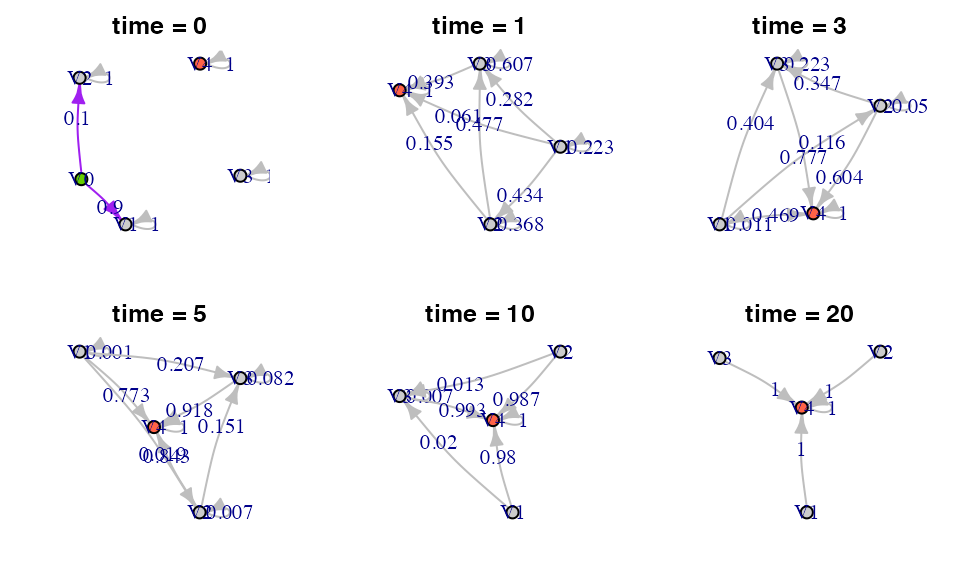 time = 0
V2 1
V4 1
0.1
V0
V3 1
0.9
V1 1
time = 1
V3 0.607
0.393
V4 1
0.282
0.061
0.477
0.155
V1 0.223
0.434
V2 0.368
time = 3
V3 0.223
0.347
V2 0.05
0.404
0.116
0.777
0.604
V4 1
0.469
V1 0.011
time = 5
V1 0.001
0.207
V3 0.082
0.773
0.918
0.151
V4 1
0.019
0.843
V2 0.007
time = 10
V2
0.013
V3 0.007
0.987
0.993
V4 1
0.02
0.98
V1
time = 20
V3
V2
1
1
V4 1
1
V1